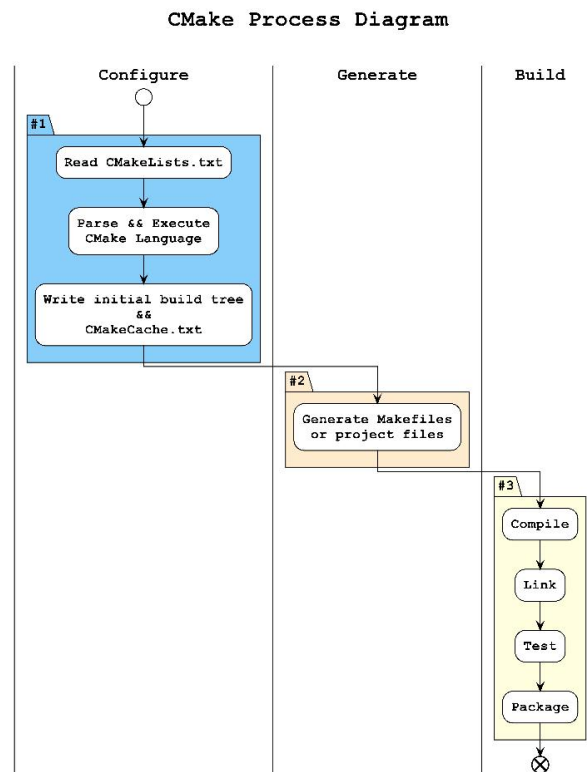 CMake Process Diagram
Configure
Generate
Build
#1
Read CMakeLists.txt
Parse && Execute
CMake Language
Write initial build tree
&&
CMakeCache.txt
#2
Generate Makefiles
or project files
#3
Compile
Link
Test
Package